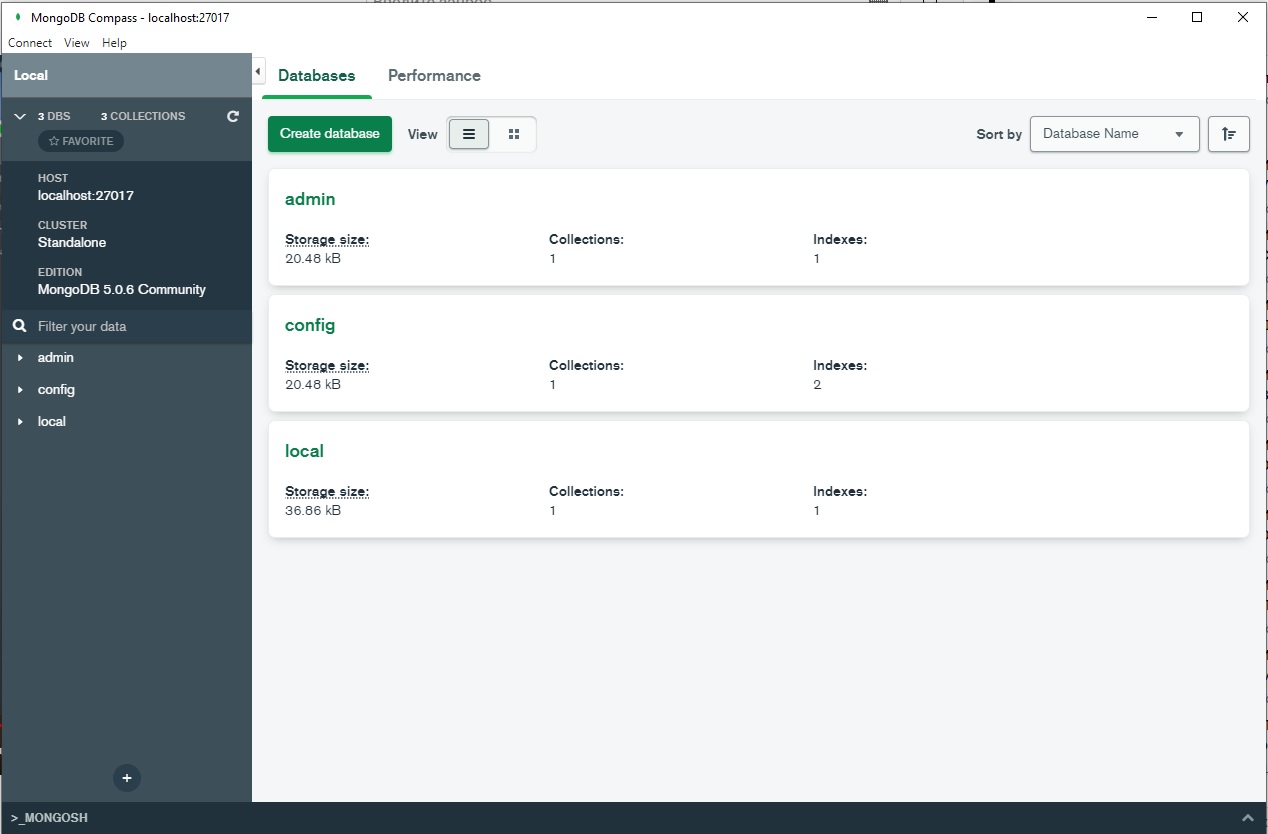 MongoDB Compass - localhost:27017
Connect View Help
Local
Databases Performance
3 DBS 3 COLLECTIONS
FAVORITE
Create database View Sort by Database Name
HOST
localhost:27017
CLUSTER
Standalone
EDITION
MongoDB 5.0.6 Community
Filter your data
admin
config
local
admin
Storage size: Collections: Indexes:
20.48 kB 1 1
config
Storage size: Collections: Indexes:
20.48 kB 1 2
local
Storage size: Collections: Indexes:
36.86 kB 1 1
>_MONGOSH